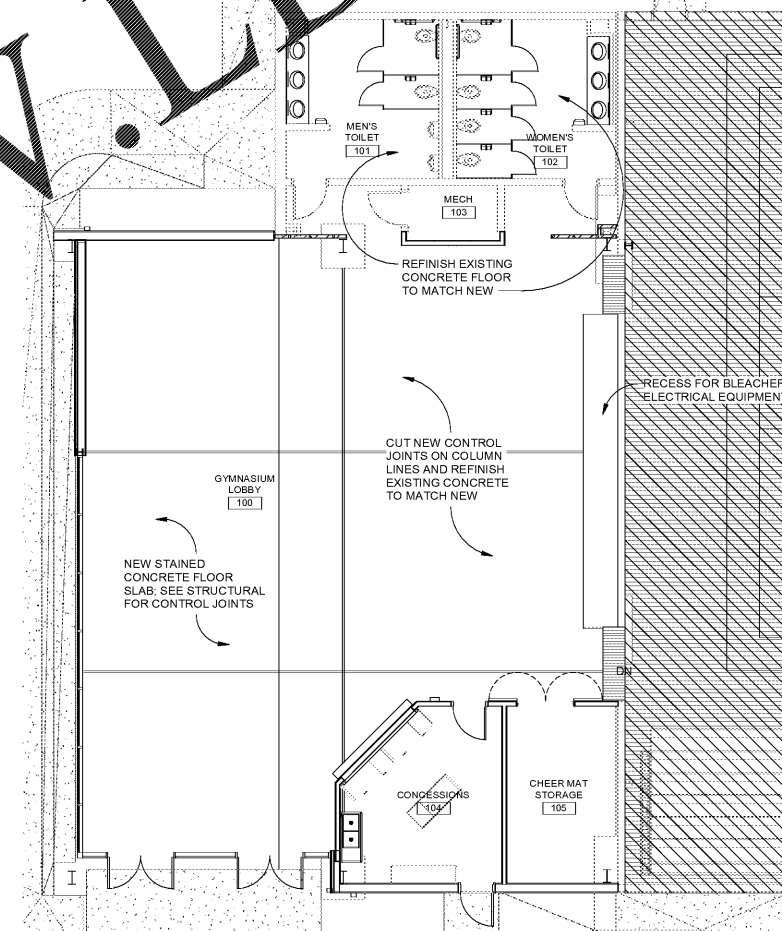 MEN'S
TOILET
101
WOMEN'S
TOILET
102
MECH
103
REFINISH EXISTING
CONCRETE FLOOR
TO MATCH NEW
RECESS FOR BLEACHER
ELECTRICAL EQUIPMENT
CUT NEW CONTROL
JOINTS ON COLUMN
LINES AND REFINISH
EXISTING CONCRETE
TO MATCH NEW
GYMNASIUM
LOBBY
100
NEW STAINED
CONCRETE FLOOR
SLAB; SEE STRUCTURAL
FOR CONTROL JOINTS
DN
CONCESSIONS
104
CHEER MAT
STORAGE
105